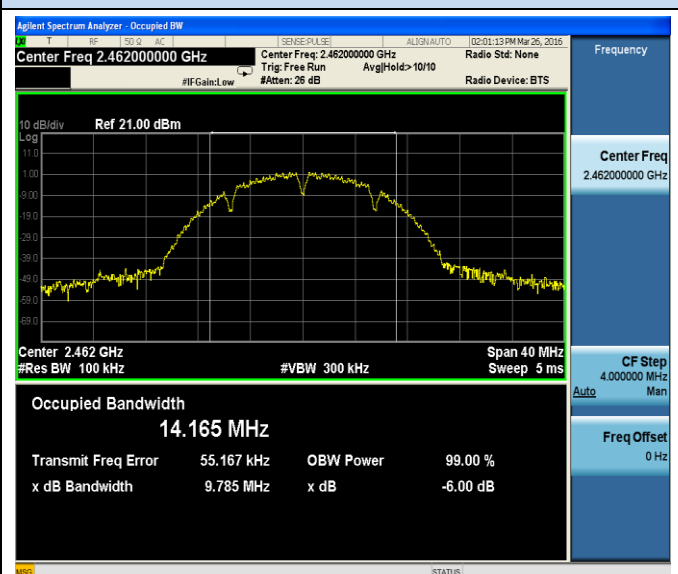 Agilent Spectrum Analyzer - Occupied BW
LXI T RF 50 Ω AC SENSE:PULSE ALIGNAUTO 02:01:13 PM Mar 26, 2016
Center Freq 2.462000000 GHz Center Freq: 2.462000000 GHz Radio Std: None Frequency
Trig: Free Run Avg|Hold:> 10/10
#IFGain:Low #Atten: 26 dB Radio Device: BTS
10 dB/div Ref 21.00 dBm
Log
11.0
1.00
-9.00
-19.0
-29.0
-39.0
-49.0
-59.0
-69.0
Center Freq
2.462000000 GHz
Center 2.462 GHz Span 40 MHz
#Res BW 100 kHz #VBW 300 kHz Sweep 5 ms
CF Step
4.000000 MHz
Auto Man
Occupied Bandwidth
14.165 MHz
Freq Offset
0 Hz
Transmit Freq Error 55.167 kHz OBW Power 99.00 %
x dB Bandwidth 9.785 MHz x dB -6.00 dB
MSG STATUS